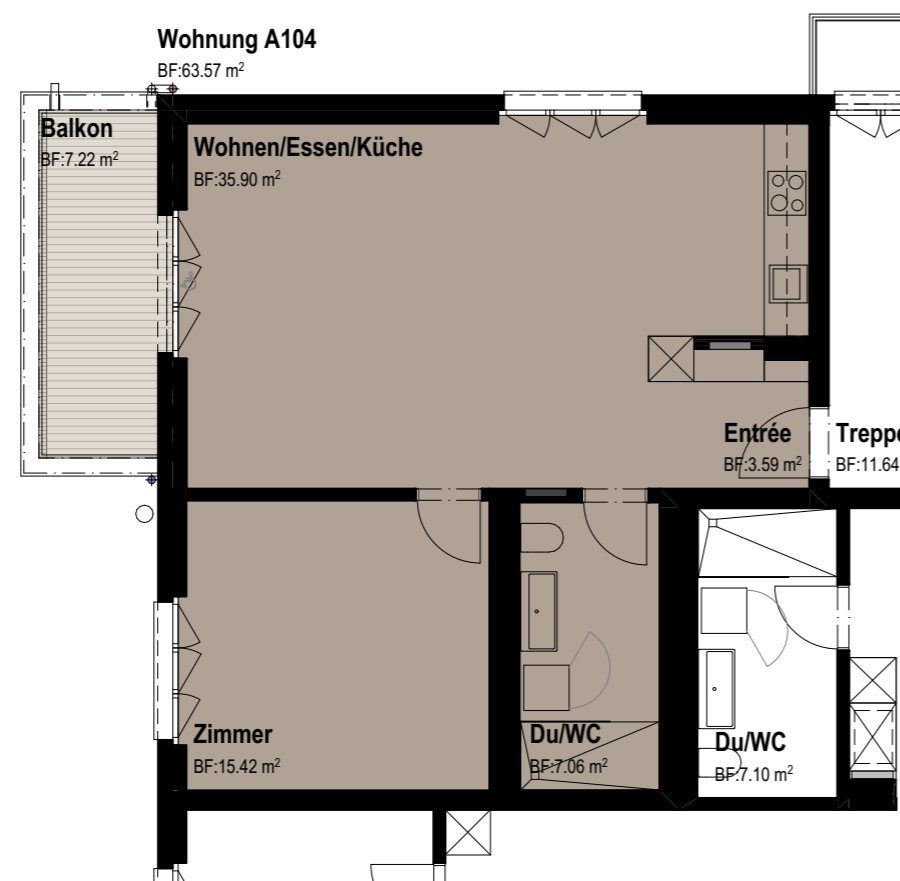 Wohnung A104
BF:63.57 m²
Balkon
BF:7.22 m²
Wohnen/Essen/Küche
BF:35.90 m²
Entrée
BF:3.59 m²
Treppe
BF:11.64
Zimmer
BF:15.42 m²
Du/WC
BF:7.06 m²
Du/WC
BF:7.10 m²